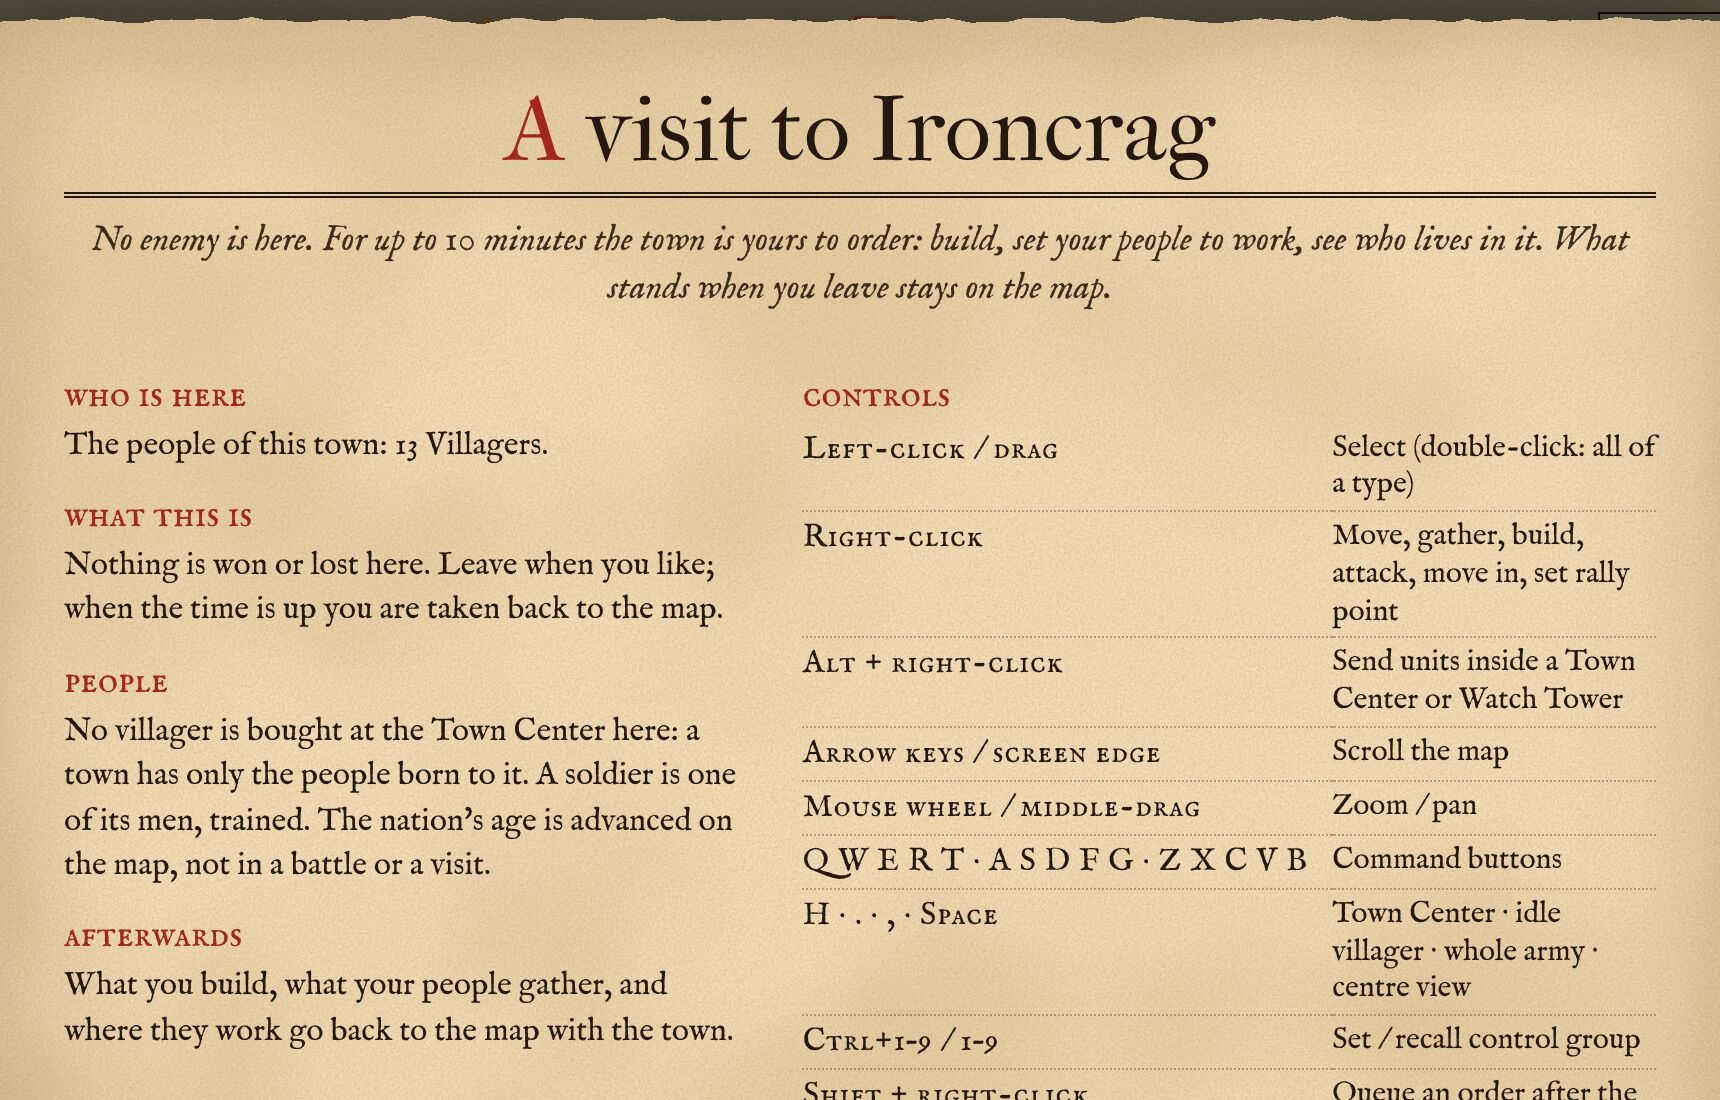 A visit to Ironcrag
No enemy is here. For up to 10 minutes the town is yours to order: build, set your people to work, see who lives in it. What
stands when you leave stays on the map.
WHO IS HERE
The people of this town: 13 Villagers.
WHAT THIS IS
Nothing is won or lost here. Leave when you like;
when the time is up you are taken back to the map.
PEOPLE
No villager is bought at the Town Center here: a
town has only the people born to it. A soldier is one
of its men, trained. The nation’s age is advanced on
the map, not in a battle or a visit.
AFTERWARDS
What you build, what your people gather, and
where they work go back to the map with the town.
CONTROLS
Left-click / drag
Select (double-click: all of
a type)
Right-click
Move, gather, build,
attack, move in, set rally
point
Alt + right-click
Send units inside a Town
Center or Watch Tower
Arrow keys / screen edge
Scroll the map
Mouse wheel / middle-drag
Zoom / pan
Q W E R T · A S D F G · Z X C V B
Command buttons
H · . · , · Space
Town Center · idle
villager · whole army ·
centre view
Ctrl+1-9 / 1-9
Set / recall control group
Shift + right-click
Queue an order after the